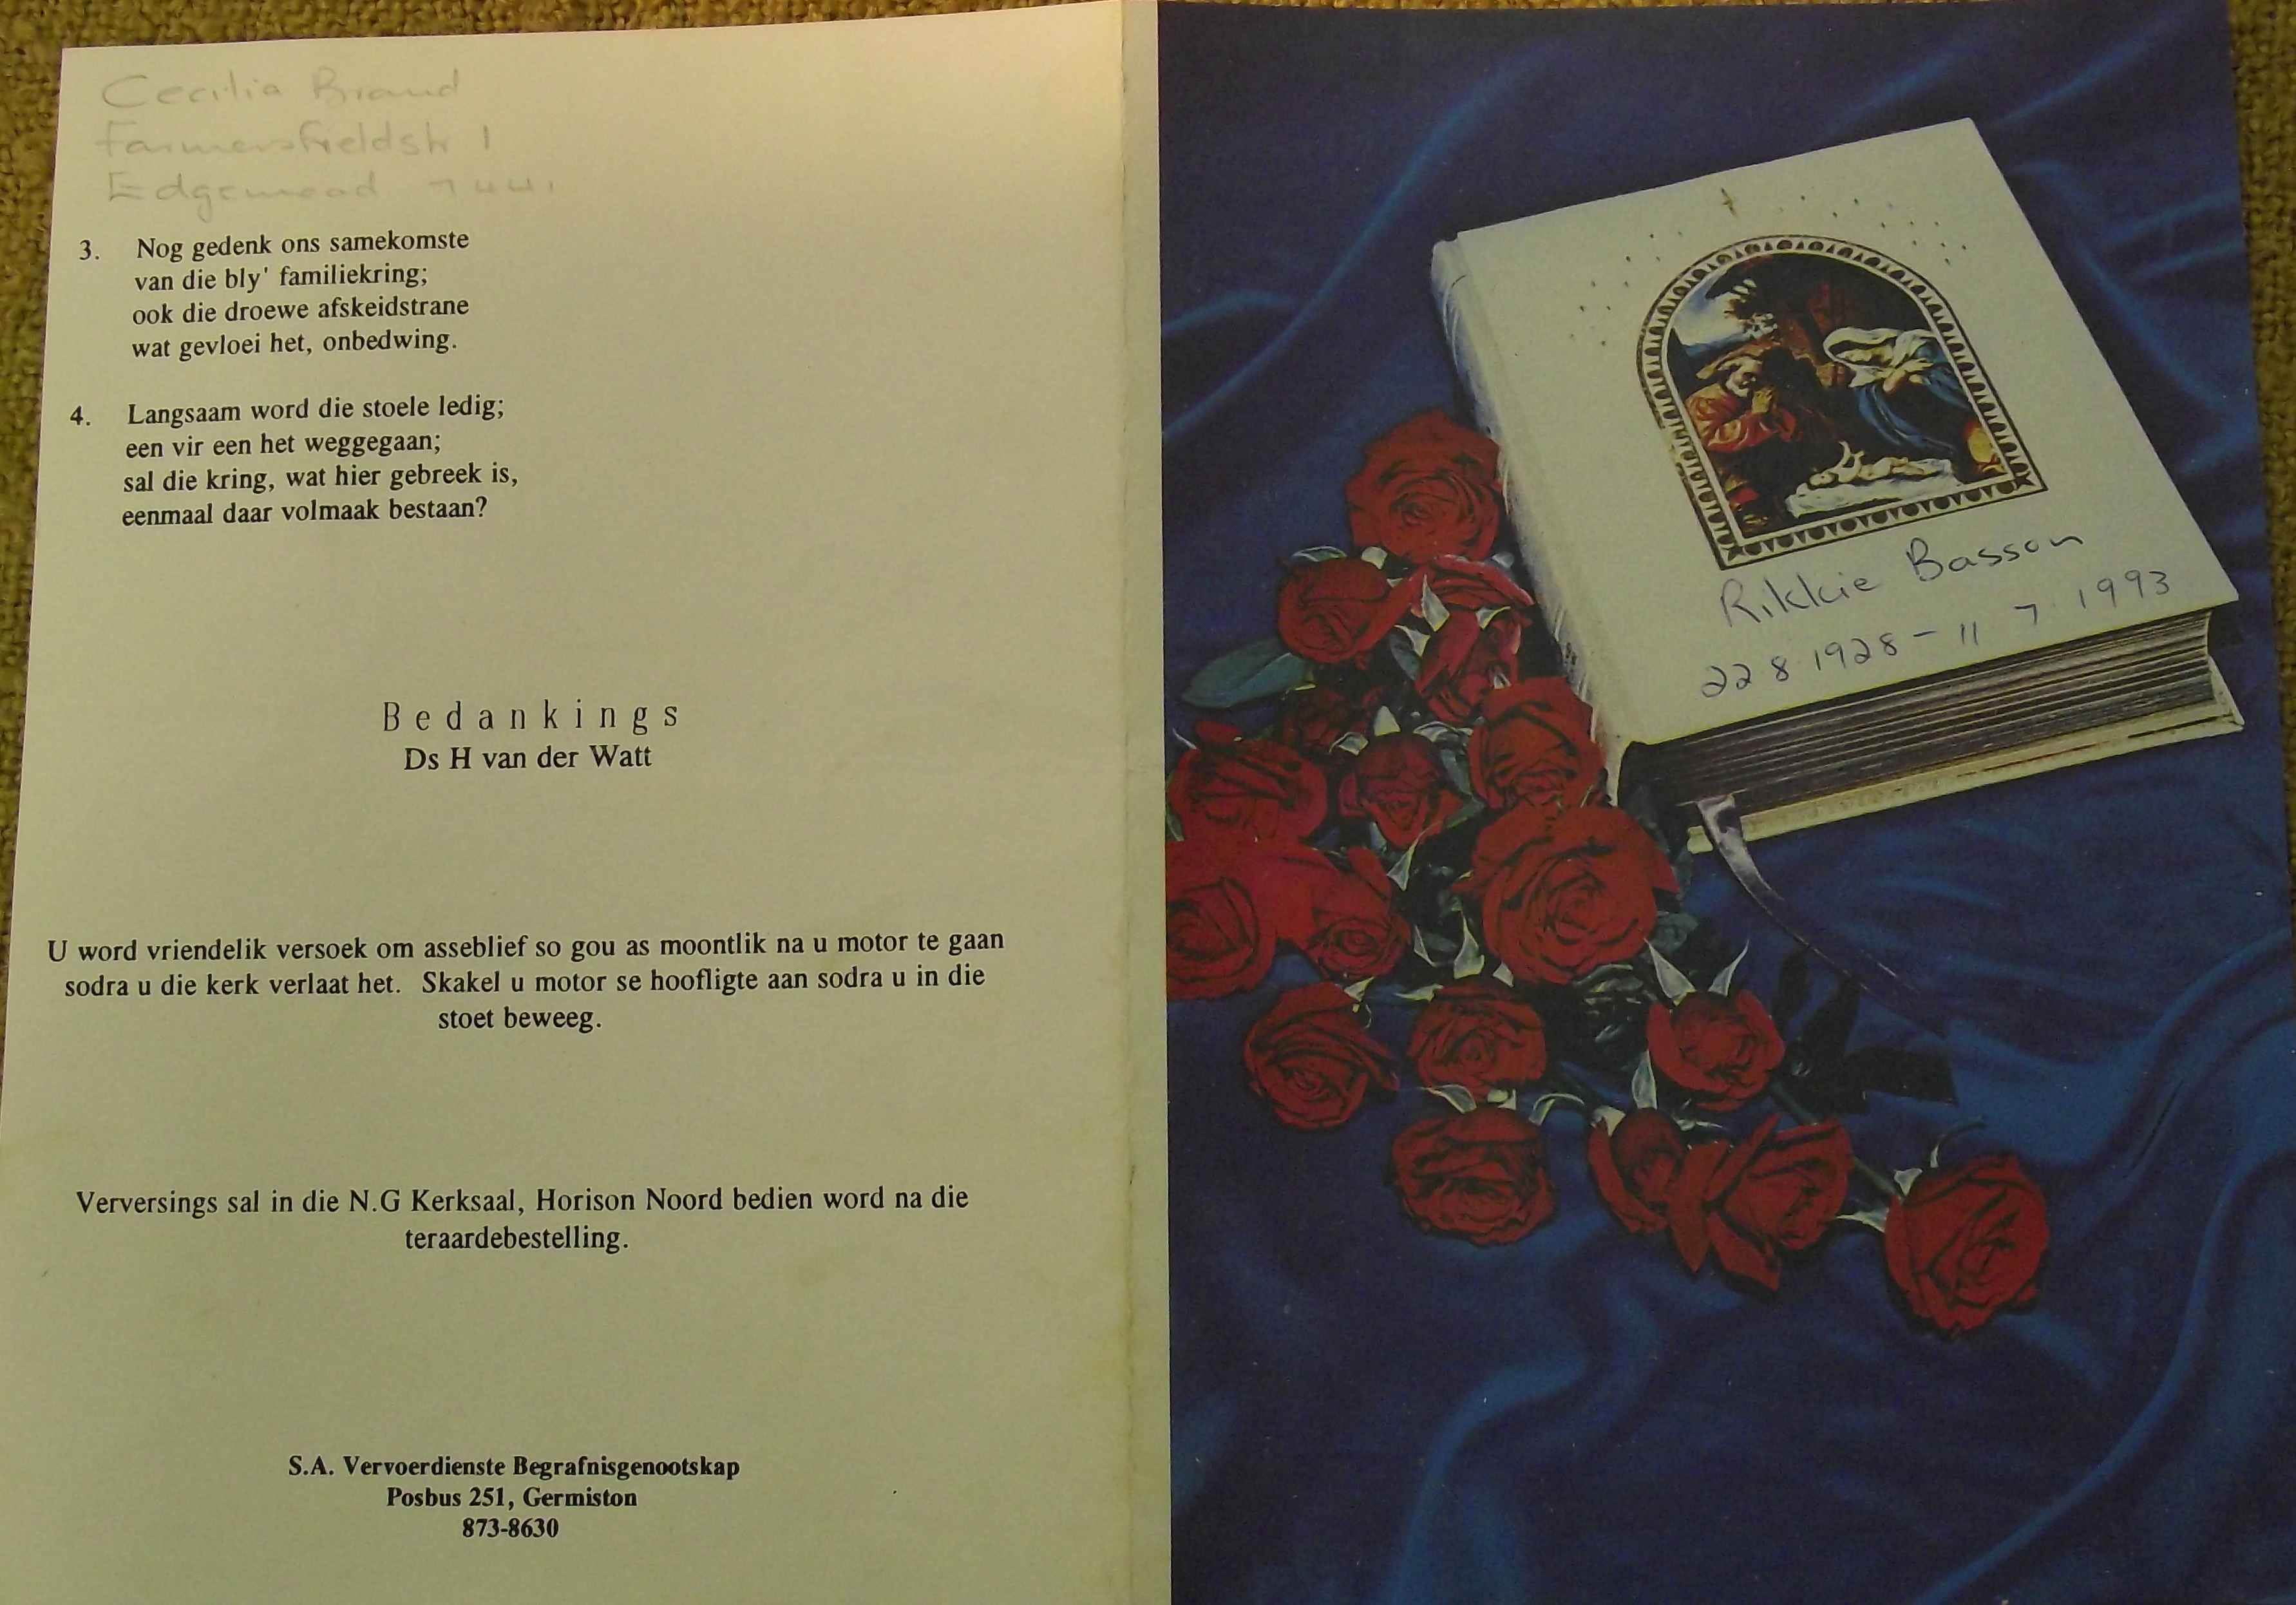 Cecilia Brand
Farmersfieldstr 1
Edgemead 7441
3. Nog gedenk ons samekomste
van die bly' familiekring;
ook die droewe afskeidstrane
wat gevloei het, onbedwing.
4. Langsaam word die stoele ledig;
een vir een het weggegaan;
sal die kring, wat hier gebreek is,
eenmaal daar volmaak bestaan?
Bedankings
Ds H van der Watt
U word vriendelik versoek om asseblief so gou as moontlik na u motor te gaan
sodra u die kerk verlaat het. Skakel u motor se hoofligte aan sodra u in die
stoet beweeg.
Verversings sal in die N.G Kerksaal, Horison Noord bedien word na die
teraardebestelling.
S.A. Vervoerdienste Begrafnisgenootskap
Posbus 251, Germiston
873-8630
Rikkie Basson
22 8 1928 - 11 7 1993